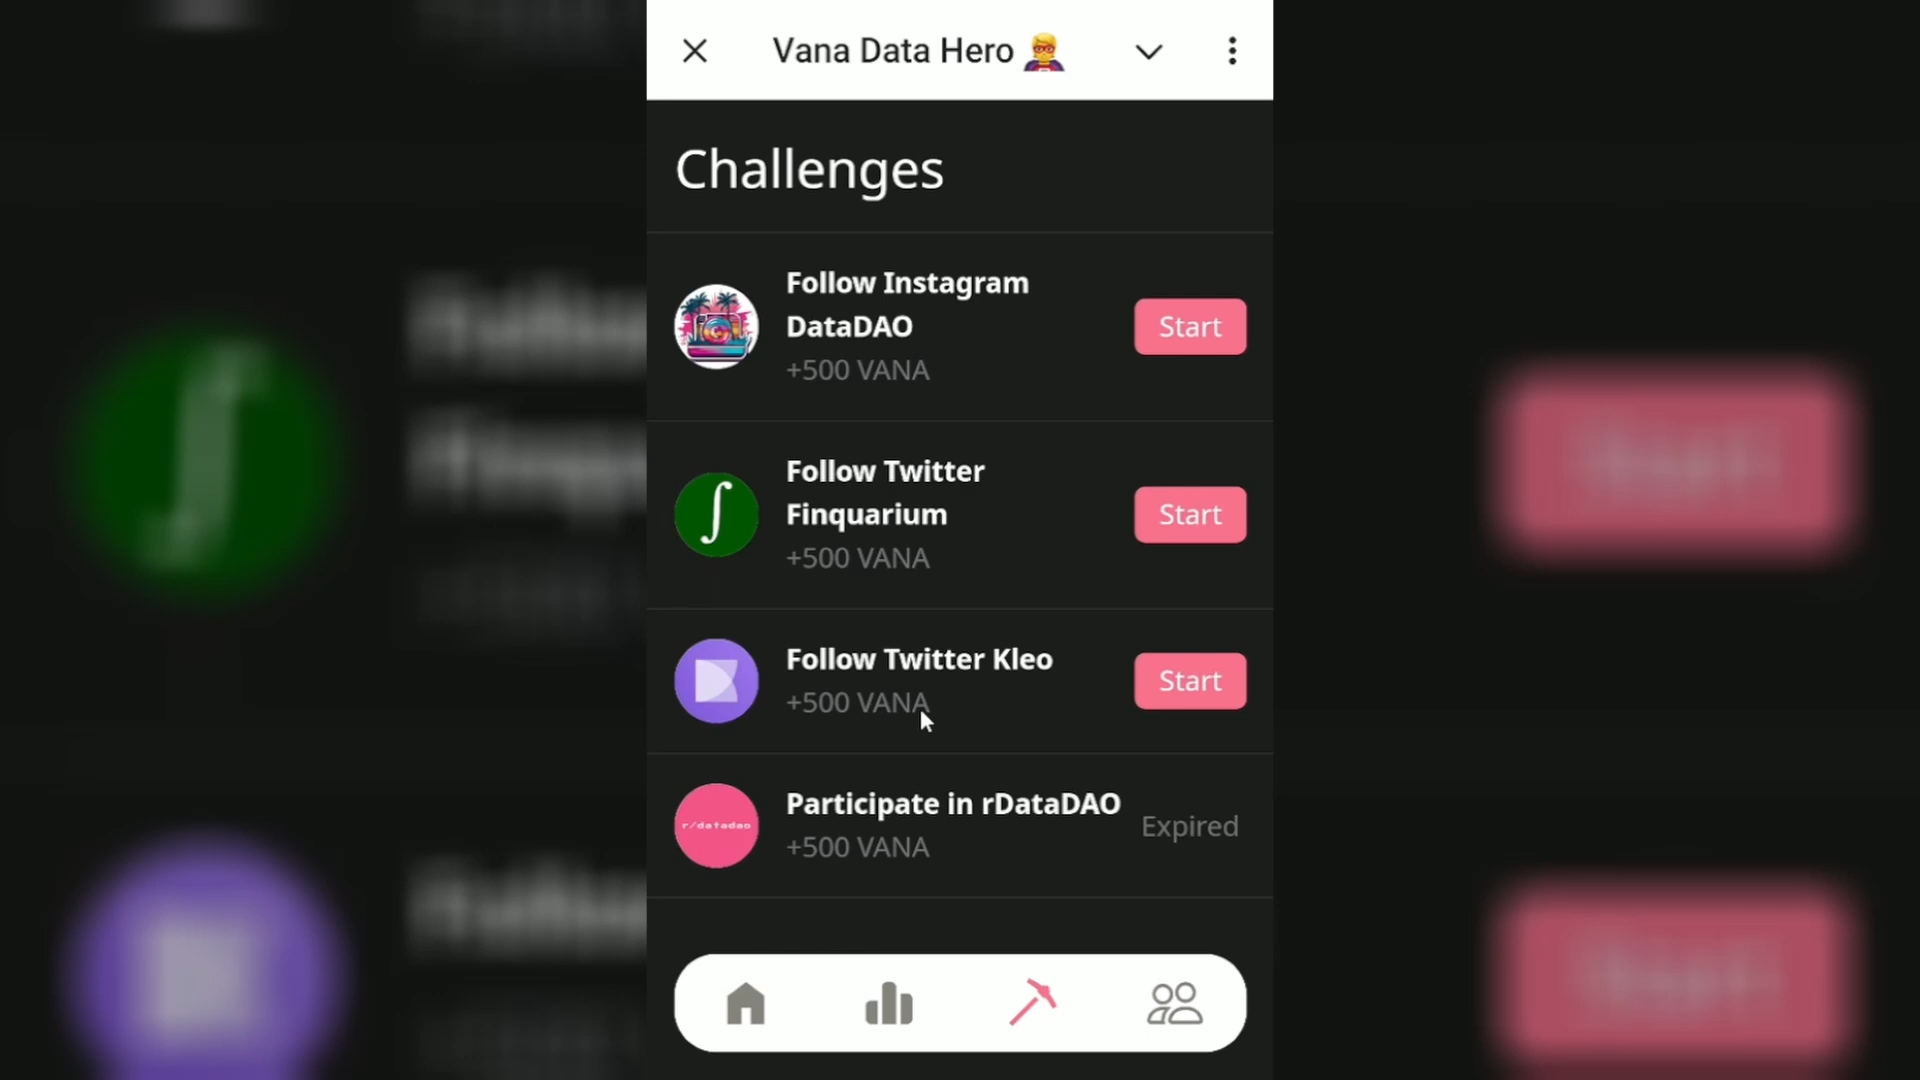 Vana Data Hero
Challenges
Follow Instagram
DataDAO
+500 VANA
Start
Follow Twitter
Finquarium
+500 VANA
Start
Follow Twitter Kleo
+500 VANA
Start
r/datadao
Participate in rDataDAO
+500 VANA
Expired